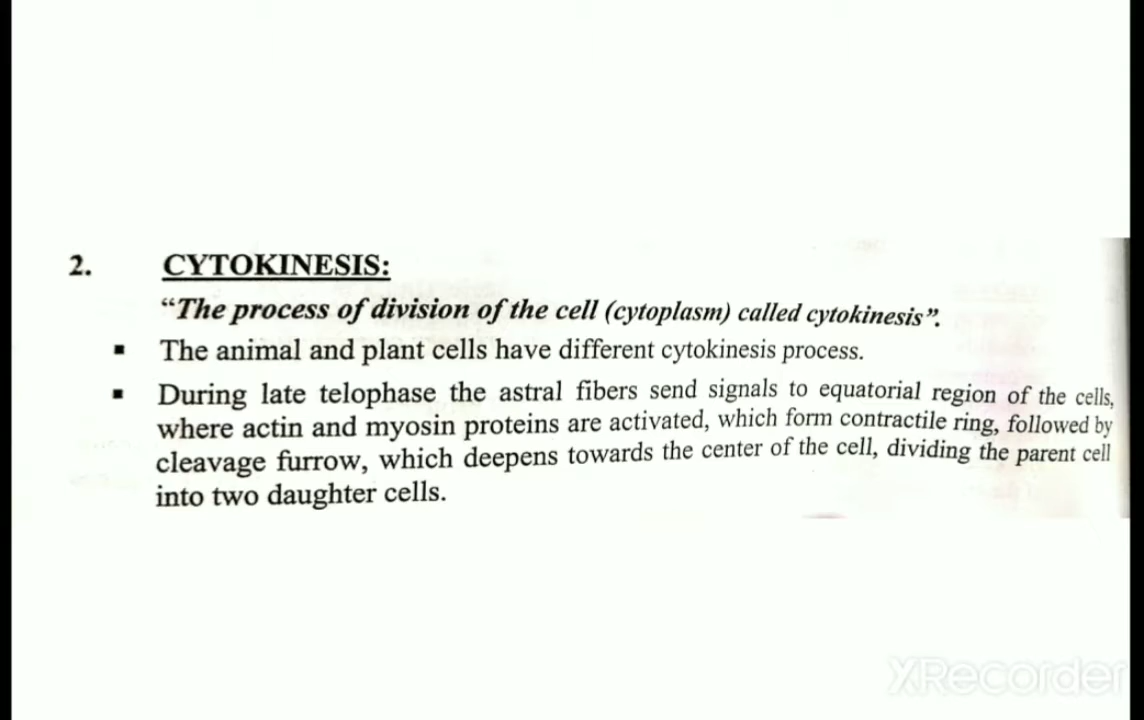 2. CYTOKINESIS:
“The process of division of the cell (cytoplasm) called cytokinesis”.
▪ The animal and plant cells have different cytokinesis process.
▪ During late telophase the astral fibers send signals to equatorial region of the cells,
where actin and myosin proteins are activated, which form contractile ring, followed by
cleavage furrow, which deepens towards the center of the cell, dividing the parent cell
into two daughter cells.
XRecorder